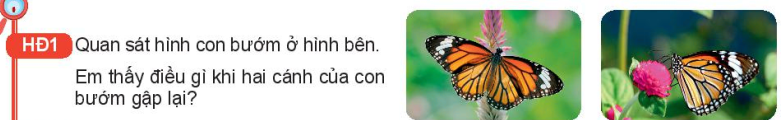 HĐ1 Quan sát hình con bướm ở hình bên.
Em thấy điều gì khi hai cánh của con
bướm gập lại?